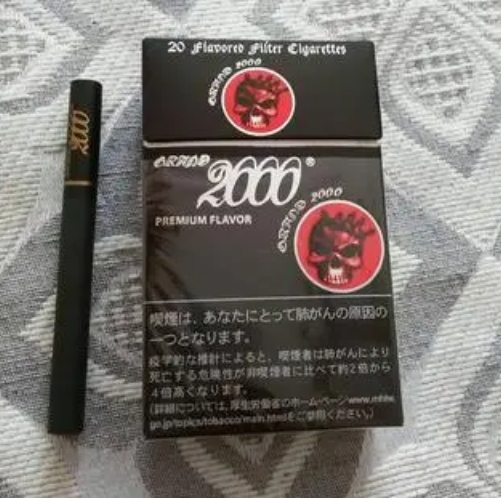 20 Flavored Filter Cigarettes
GRAND 2000
GRAND 2000®
PREMIUM FLAVOR
GRAND 2000
2000
喫煙は、あなたにとって肺がんの原因の
一つとなります。
疫学的な推計によると、喫煙者は肺がんにより
死亡する危険性が非喫煙者に比べて約2倍から
4倍高くなります。
(詳細については、厚生労働省のホーム・ページwww.mhlw.
go.jp/topics/tobacco/main.htmlをご参照ください。)